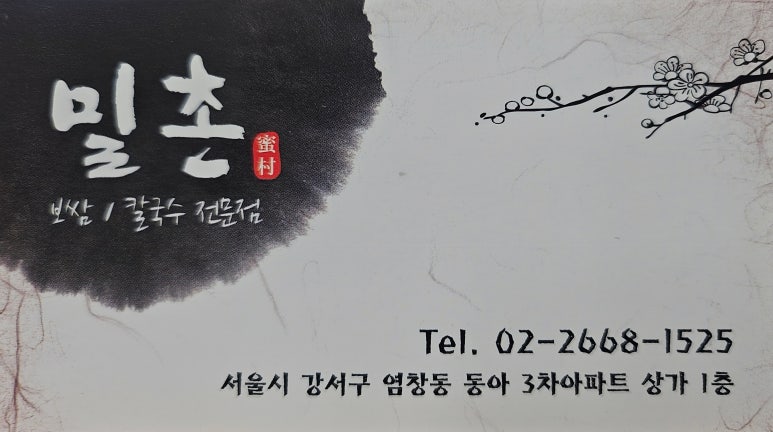 밀촌
蜜村
보쌈 / 칼국수 전문점
Tel. 02-2668-1525
서울시 강서구 염창동 동아 3차아파트 상가 1층